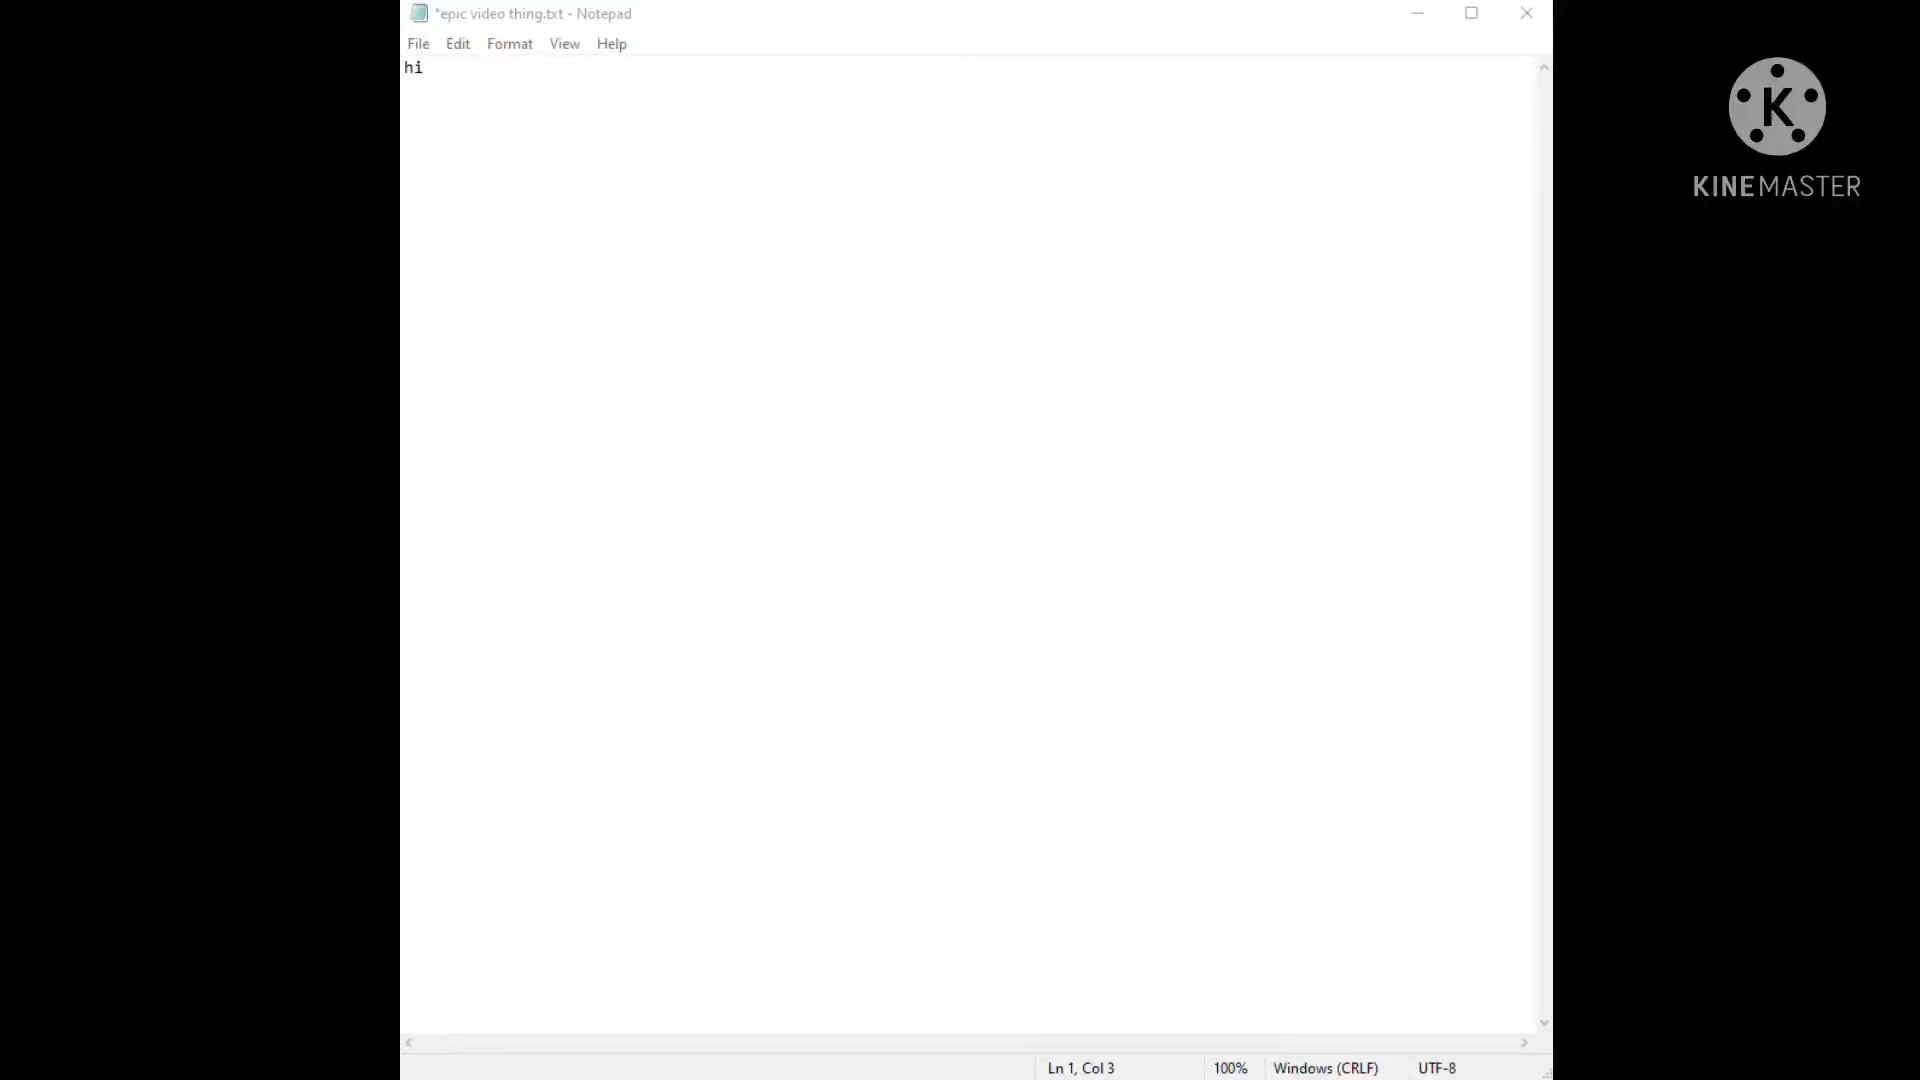 *epic video thing.txt - Notepad
File Edit Format View Help
hi
K
KINEMASTER
Ln 1, Col 3 100% Windows (CRLF) UTF-8